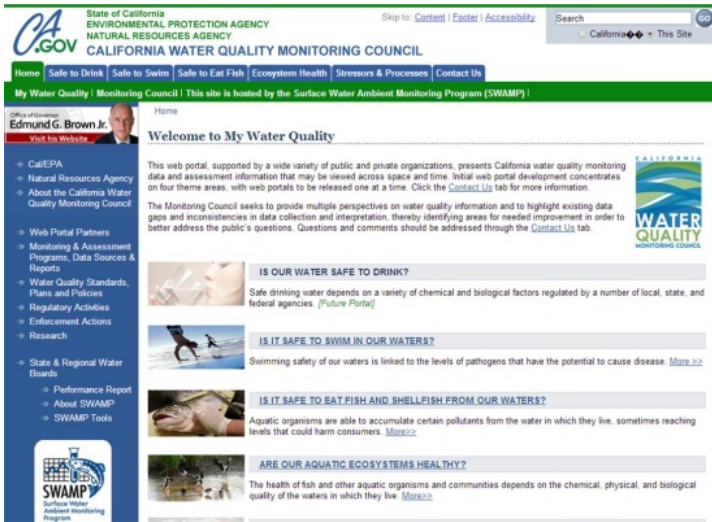 CA
.GOV
State of California
ENVIRONMENTAL PROTECTION AGENCY
NATURAL RESOURCES AGENCY
CALIFORNIA WATER QUALITY MONITORING COUNCIL
Skip to: Content | Footer | Accessibility
Search
GO
California�� This Site
Home Safe to Drink Safe to Swim Safe to Eat Fish Ecosystem Health Stressors & Processes Contact Us
My Water Quality | Monitoring Council | This site is hosted by the Surface Water Ambient Monitoring Program (SWAMP) |
Office of Governor
Edmund G. Brown Jr.
Visit his Website
Cal/EPA
Natural Resources Agency
About the California Water
Quality Monitoring Council
Web Portal Partners
Monitoring & Assessment
Programs, Data Sources &
Reports
Water Quality Standards,
Plans and Policies
Regulatory Activities
Enforcement Actions
Research
State & Regional Water
Boards
Performance Report
About SWAMP
SWAMP Tools
SWAMP
Surface Water
Ambient Monitoring
Program
Home
Welcome to My Water Quality
This web portal, supported by a wide variety of public and private organizations, presents California water quality monitoring
data and assessment information that may be viewed across space and time. Initial web portal development concentrates
on four theme areas, with web portals to be released one at a time. Click the Contact Us tab for more information.
The Monitoring Council seeks to provide multiple perspectives on water quality information and to highlight existing data
gaps and inconsistencies in data collection and interpretation, thereby identifying areas for needed improvement in order to
better address the public's questions. Questions and comments should be addressed through the Contact Us tab.
CALIFORNIA
WATER
QUALITY
MONITORING COUNCIL
IS OUR WATER SAFE TO DRINK?
Safe drinking water depends on a variety of chemical and biological factors regulated by a number of local, state, and
federal agencies. [Future Portal]
IS IT SAFE TO SWIM IN OUR WATERS?
Swimming safety of our waters is linked to the levels of pathogens that have the potential to cause disease. More >>
IS IT SAFE TO EAT FISH AND SHELLFISH FROM OUR WATERS?
Aquatic organisms are able to accumulate certain pollutants from the water in which they live, sometimes reaching
levels that could harm consumers. More>>
ARE OUR AQUATIC ECOSYSTEMS HEALTHY?
The health of fish and other aquatic organisms and communities depends on the chemical, physical, and biological
quality of the waters in which they live. More>>